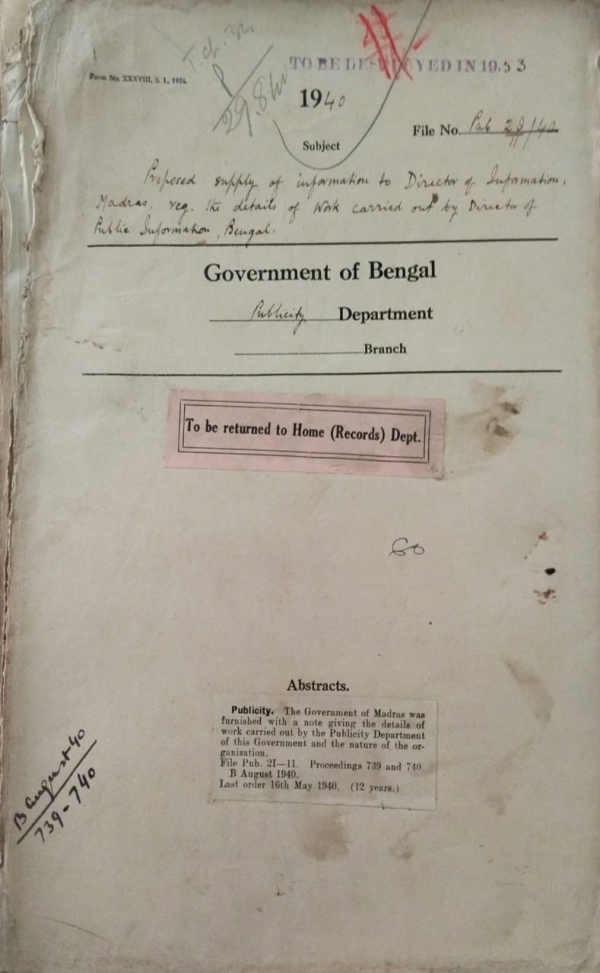 TO BE DESTROYED IN 1953
Form No. XXXVIII, S. I., 1926.
1940
File No. Pub
Subject
Proposed supply of information to Director of Information,
Madras, reg. the details of work carried out by Director of
Public Information, Bengal.
Government of Bengal
Publicity Department
Branch
To be returned to Home (Records) Dept.
60
Abstracts.
Publicity. The Government of Madras was
furnished with a note giving the details of
work carried out by the Publicity Department
of this Government and the nature of the or-
ganization.
File Pub. 2I—11. Proceedings 739 and 740
B August 1940.
Last order 16th May 1940. (12 years.)
B August 40
739-740